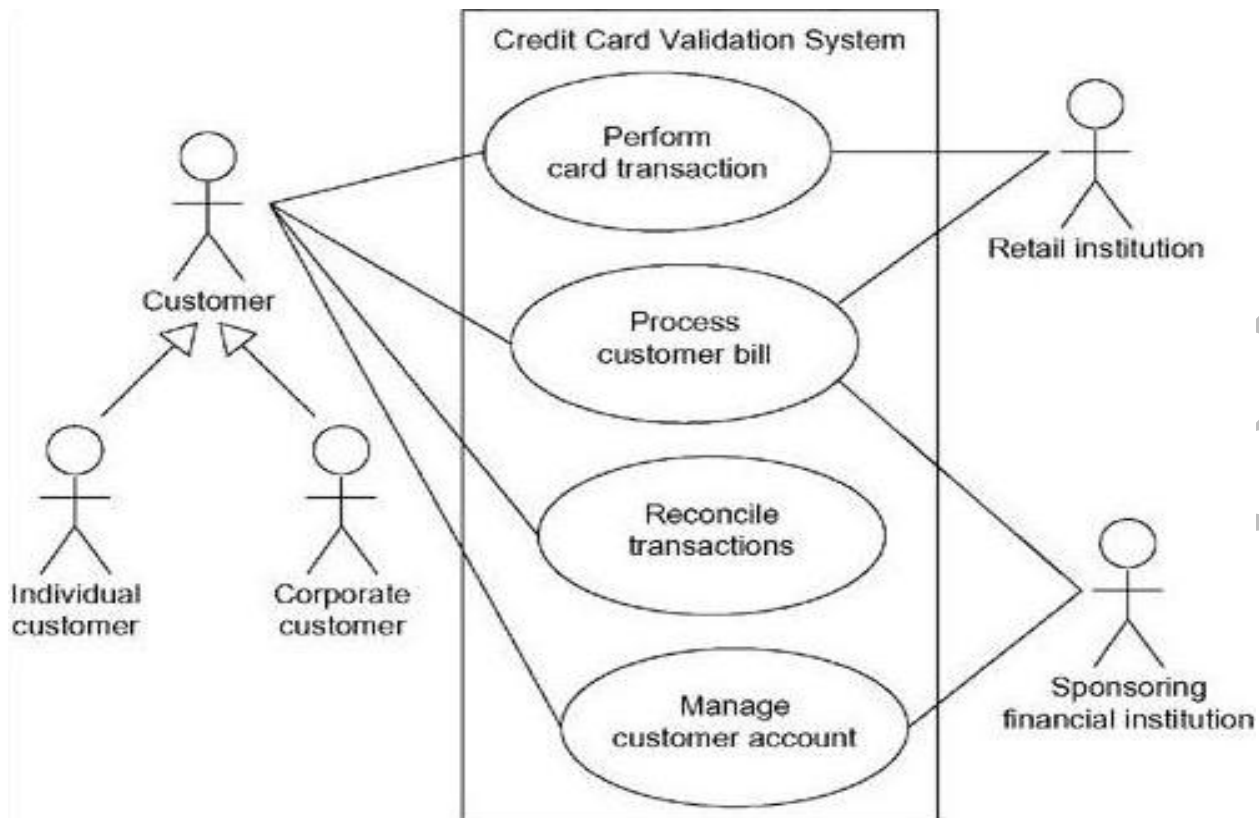 Credit Card Validation System
Perform
card transaction
Retail institution
Customer
Process
customer bill
Reconcile
transactions
Individual
customer
Corporate
customer
Manage
customer account
Sponsoring
financial institution